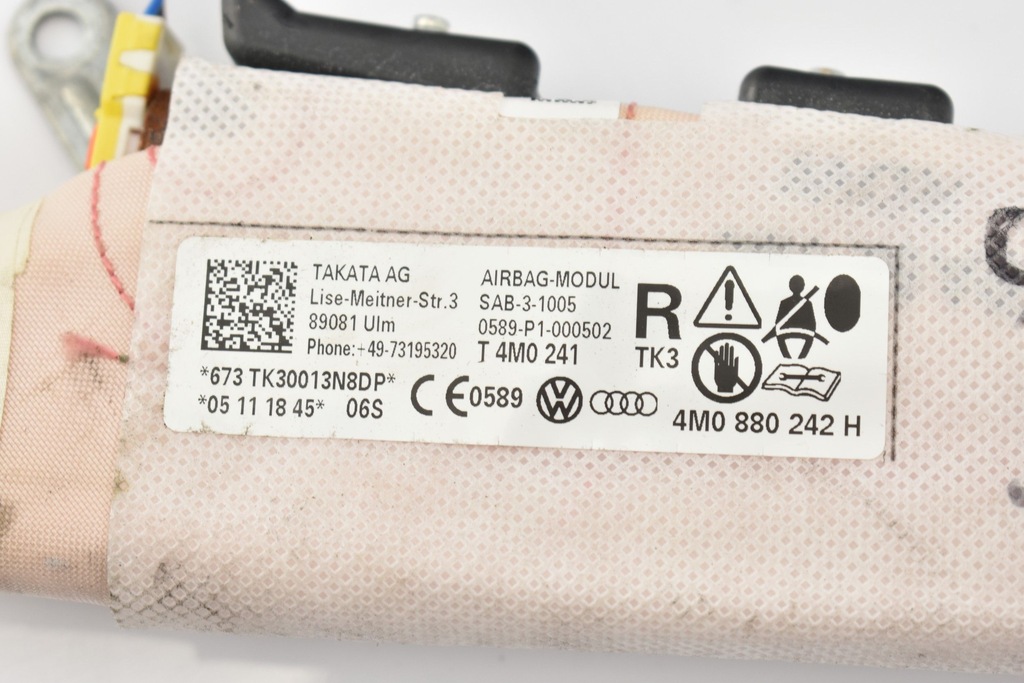 TAKATA AG
Lise-Meitner-Str.3
89081 Ulm
Phone:+49-73195320
*673 TK30013N8DP*
*05 11 18 45* 06S
AIRBAG-MODUL
SAB-3-1005
0589-P1-000502
T 4M0 241
CE0589
R
TK3
4M0 880 242 H